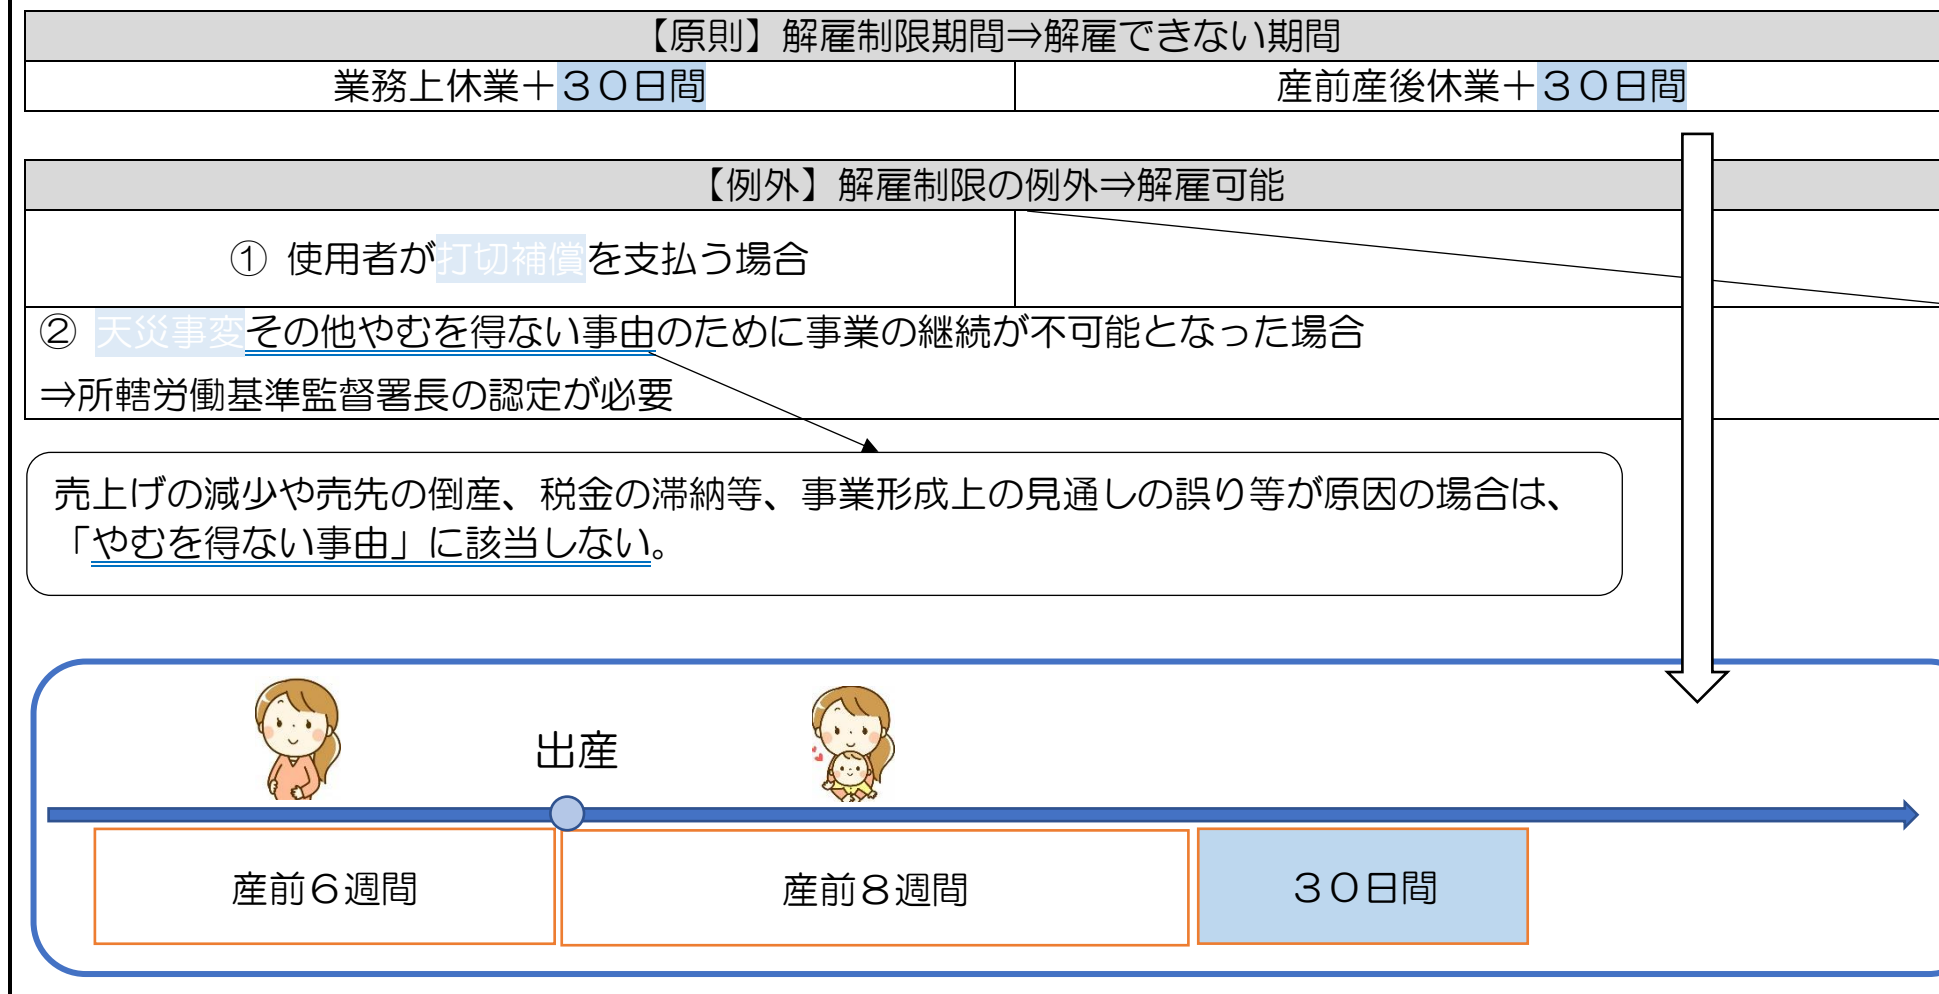 【原則】解雇制限期間⇒解雇できない期間
業務上休業＋３０日間
産前産後休業＋３０日間
【例外】解雇制限の例外⇒解雇可能
① 使用者が打切補償を支払う場合
② 天災事変その他やむを得ない事由のために事業の継続が不可能となった場合
⇒所轄労働基準監督署長の認定が必要
売上げの減少や売先の倒産、税金の滞納等、事業形成上の見通しの誤り等が原因の場合は、
「やむを得ない事由」に該当しない。
出産
産前６週間
産前８週間
３０日間